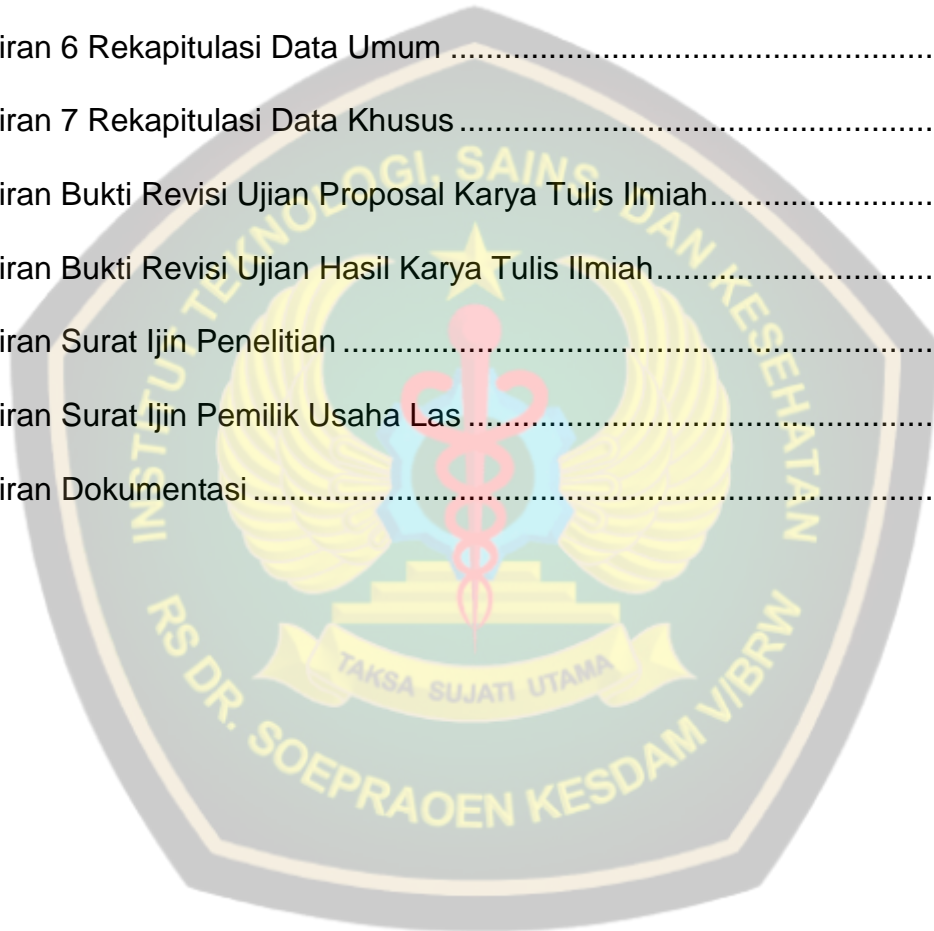 iran 6 Rekapitulasi Data Umum ......................................................
iran 7 Rekapitulasi Data Khusus .....................................................
iran Bukti Revisi Ujian Proposal Karya Tulis Ilmiah.........................
iran Bukti Revisi Ujian Hasil Karya Tulis Ilmiah...............................
iran Surat Ijin Penelitian ..................................................................
iran Surat Ijin Pemilik Usaha Las ....................................................
iran Dokumentasi ............................................................................
INSTITUT TEKNOLOGI, SAINS, DAN KESEHATAN
TAKSA SUJATI UTAMA
RS DR. SOEPRAOEN KESDAM V/BRW